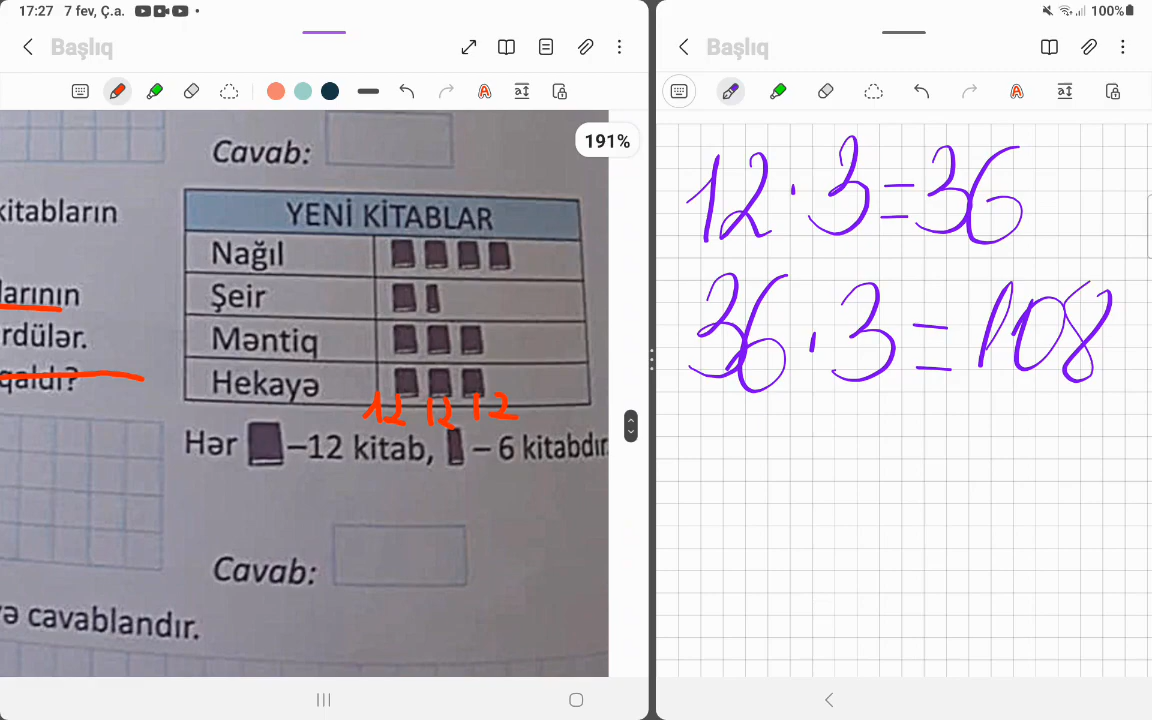 17:27 7 fev, Ç.a.
100%
Başlıq
Başlıq
191%
Cavab:
kitabların
larının
rdülər.
qaldı?
YENİ KİTABLAR
Nağıl
Şeir
Məntiq
Hekayə
12 12 12
Hər –12 kitab, – 6 kitabdır
Cavab:
ə cavablandır.
12 · 3 = 36
36 · 3 = 108